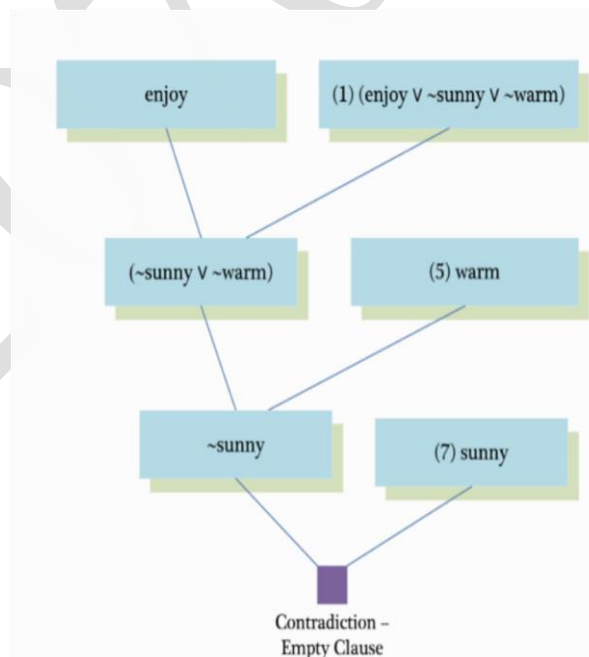 enjoy
(1) (enjoy ∨ ~sunny ∨ ~warm)
(~sunny ∨ ~warm)
(5) warm
~sunny
(7) sunny
Contradiction –
Empty Clause